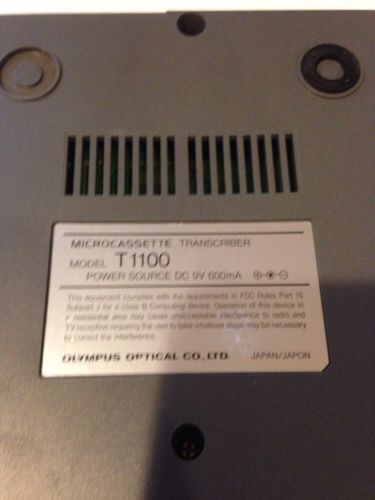 MICROCASSETTE TRANSCRIBER
MODEL T1100
POWER SOURCE DC 9V 600mA
This equipment complies with the requirements in FCC Rules Part 15
Subpart J for a class B Computing device. Operation of this device in
a residential area may cause unacceptable interference to radio and
TV reception requiring the user to take whatever steps may be necessary
to correct the interference.
OLYMPUS OPTICAL CO., LTD. JAPAN/JAPON